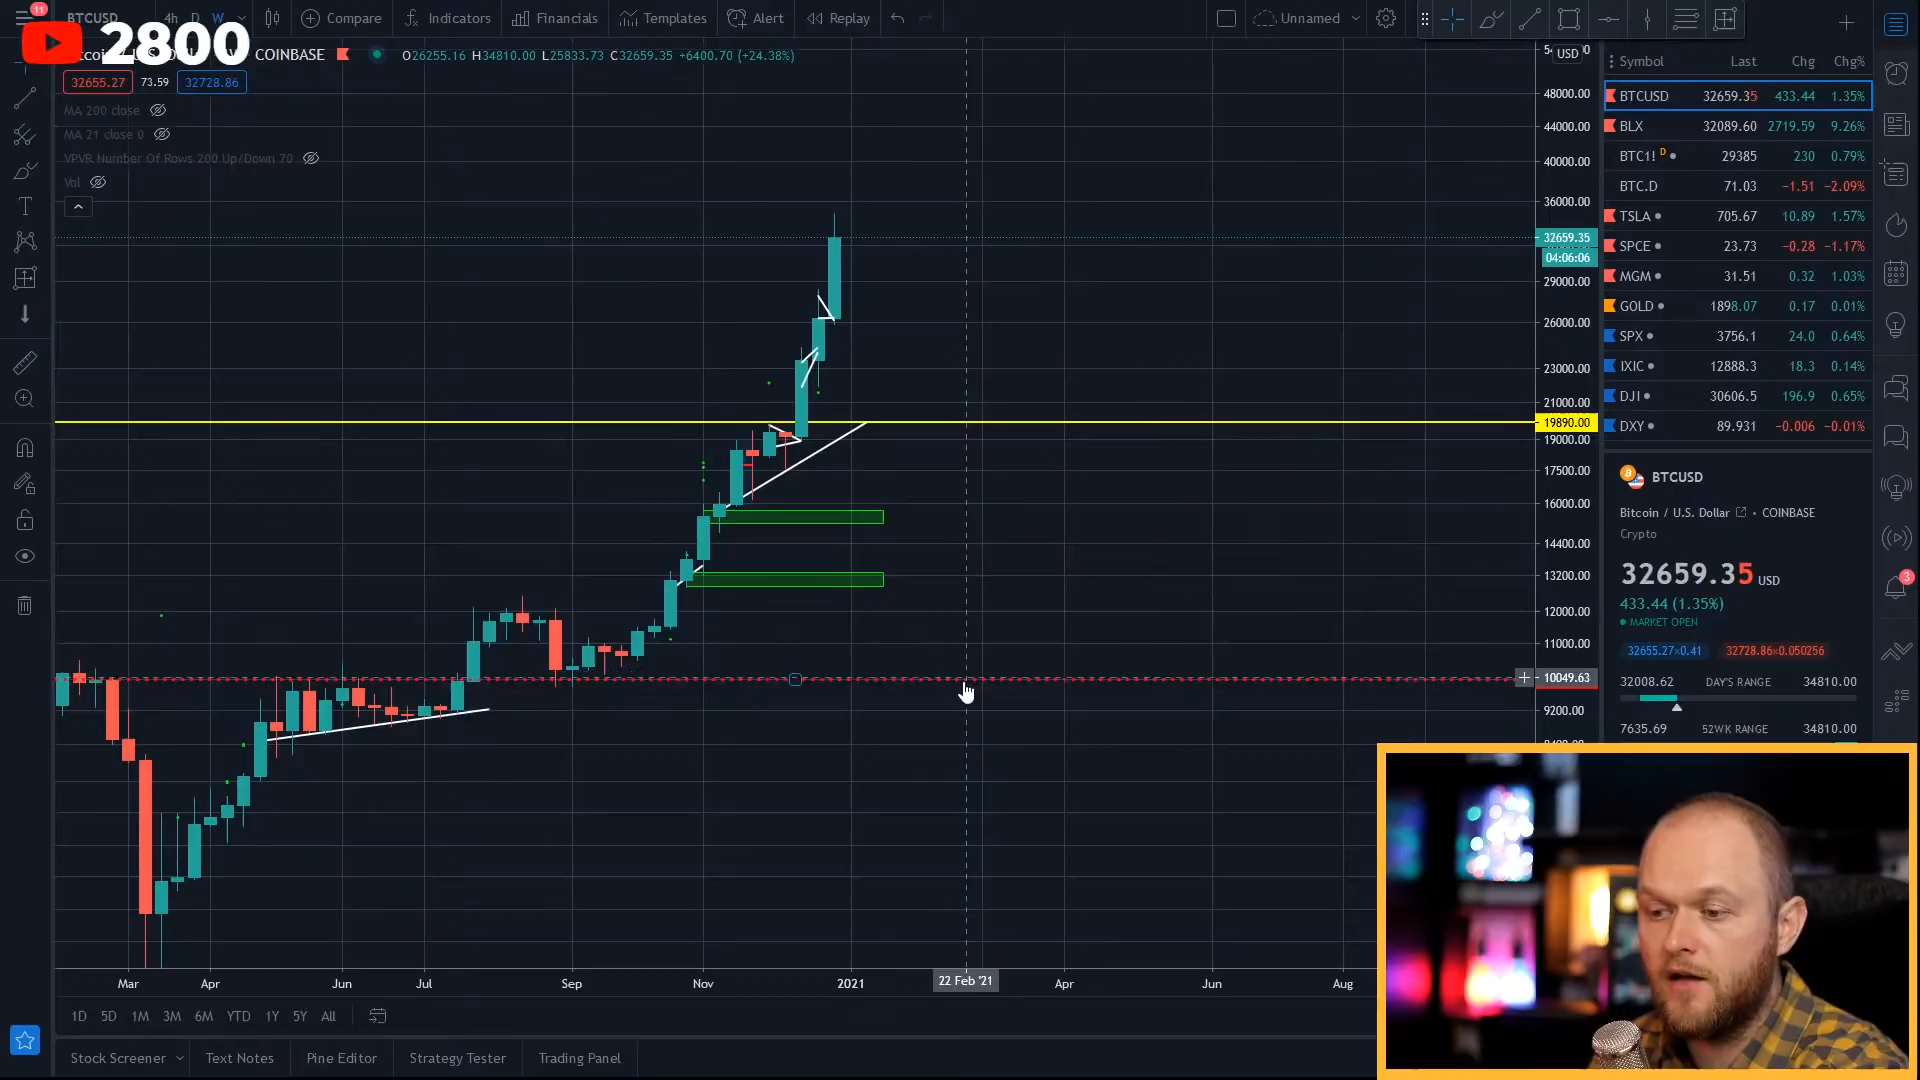 11
BTCUSD
4h
D
W
Compare
Indicators
Financials
Templates
Alert
Replay
Unnamed
2800
COINBASE
O26255.16 H34810.00 L25833.73 C32659.35 +6400.70 (+24.38%)
32655.27
73.59
32728.86
MA 200 close
MA 21 close 0
VPVR Number Of Rows 200 Up/Down 70
Vol
USD
48000.00
44000.00
40000.00
36000.00
32659.35
04:06:06
29000.00
26000.00
23000.00
21000.00
19890.00
19000.00
17500.00
16000.00
14400.00
13200.00
12000.00
11000.00
10049.63
9200.00
Mar
Apr
Jun
Jul
Sep
Nov
2021
22 Feb '21
Apr
Jun
Aug
1D 5D 1M 3M 6M YTD 1Y 5Y All
Stock Screener
Text Notes
Pine Editor
Strategy Tester
Trading Panel
Symbol Last Chg Chg%
BTCUSD 32659.35 433.44 1.35%
BLX 32089.60 2719.59 9.26%
BTC1! D 29385 230 0.79%
BTC.D 71.03 −1.51 −2.09%
TSLA 705.67 10.89 1.57%
SPCE 23.73 −0.28 −1.17%
MGM 31.51 0.32 1.03%
GOLD 1898.07 0.17 0.01%
SPX 3756.1 24.0 0.64%
IXIC 12888.3 18.3 0.14%
DJI 30606.5 196.9 0.65%
DXY 89.931 −0.006 −0.01%
BTCUSD
Bitcoin / U.S. Dollar • COINBASE
Crypto
32659.35 USD
433.44 (1.35%)
MARKET OPEN
32655.27×0.41
32728.86×0.050256
32008.62 DAY'S RANGE 34810.00
7635.69 52WK RANGE 34810.00
3